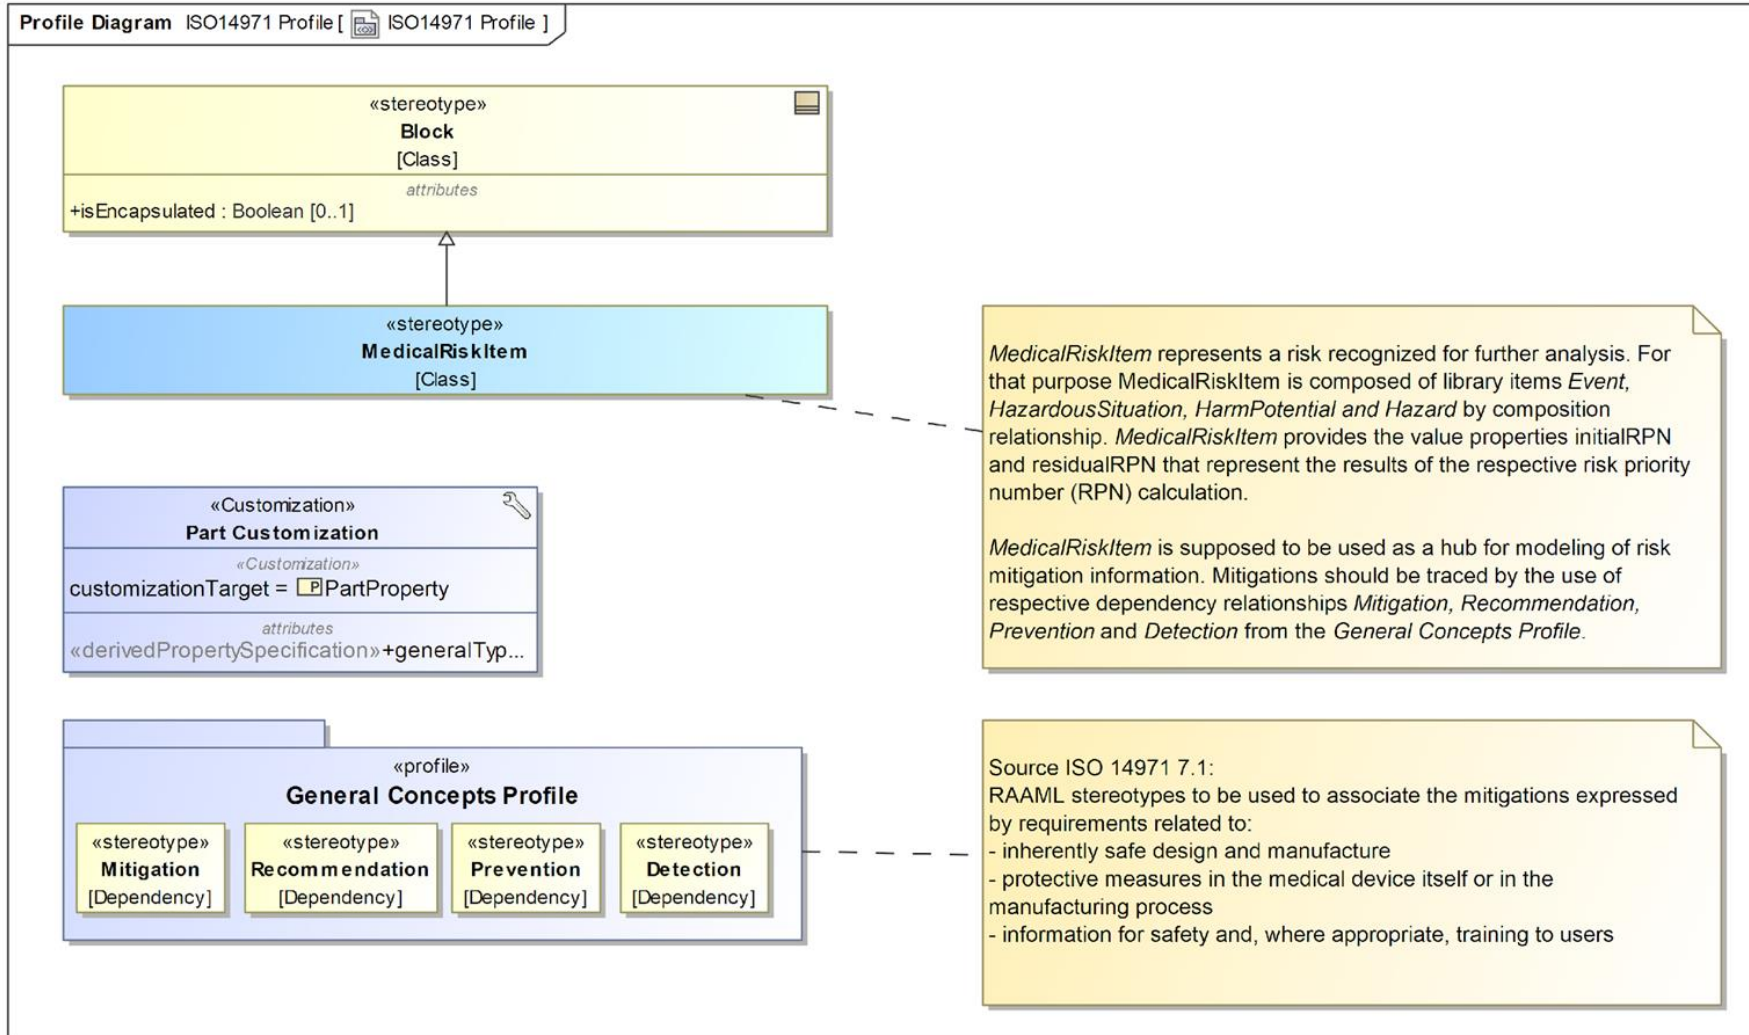 Profile Diagram ISO14971 Profile [ ISO14971 Profile ]
«stereotype»
Block
[Class]
attributes
+isEncapsulated : Boolean [0..1]
«stereotype»
MedicalRiskItem
[Class]
MedicalRiskItem represents a risk recognized for further analysis. For
that purpose MedicalRiskItem is composed of library items Event,
HazardousSituation, HarmPotential and Hazard by composition
relationship. MedicalRiskItem provides the value properties initialRPN
and residualRPN that represent the results of the respective risk priority
number (RPN) calculation.
MedicalRiskItem is supposed to be used as a hub for modeling of risk
mitigation information. Mitigations should be traced by the use of
respective dependency relationships Mitigation, Recommendation,
Prevention and Detection from the General Concepts Profile.
«Customization»
Part Customization
«Customization»
customizationTarget = P PartProperty
attributes
«derivedPropertySpecification»+generalTyp...
«profile»
General Concepts Profile
«stereotype»
Mitigation
[Dependency]
«stereotype»
Recommendation
[Dependency]
«stereotype»
Prevention
[Dependency]
«stereotype»
Detection
[Dependency]
Source ISO 14971 7.1:
RAAML stereotypes to be used to associate the mitigations expressed
by requirements related to:
- inherently safe design and manufacture
- protective measures in the medical device itself or in the
manufacturing process
- information for safety and, where appropriate, training to users